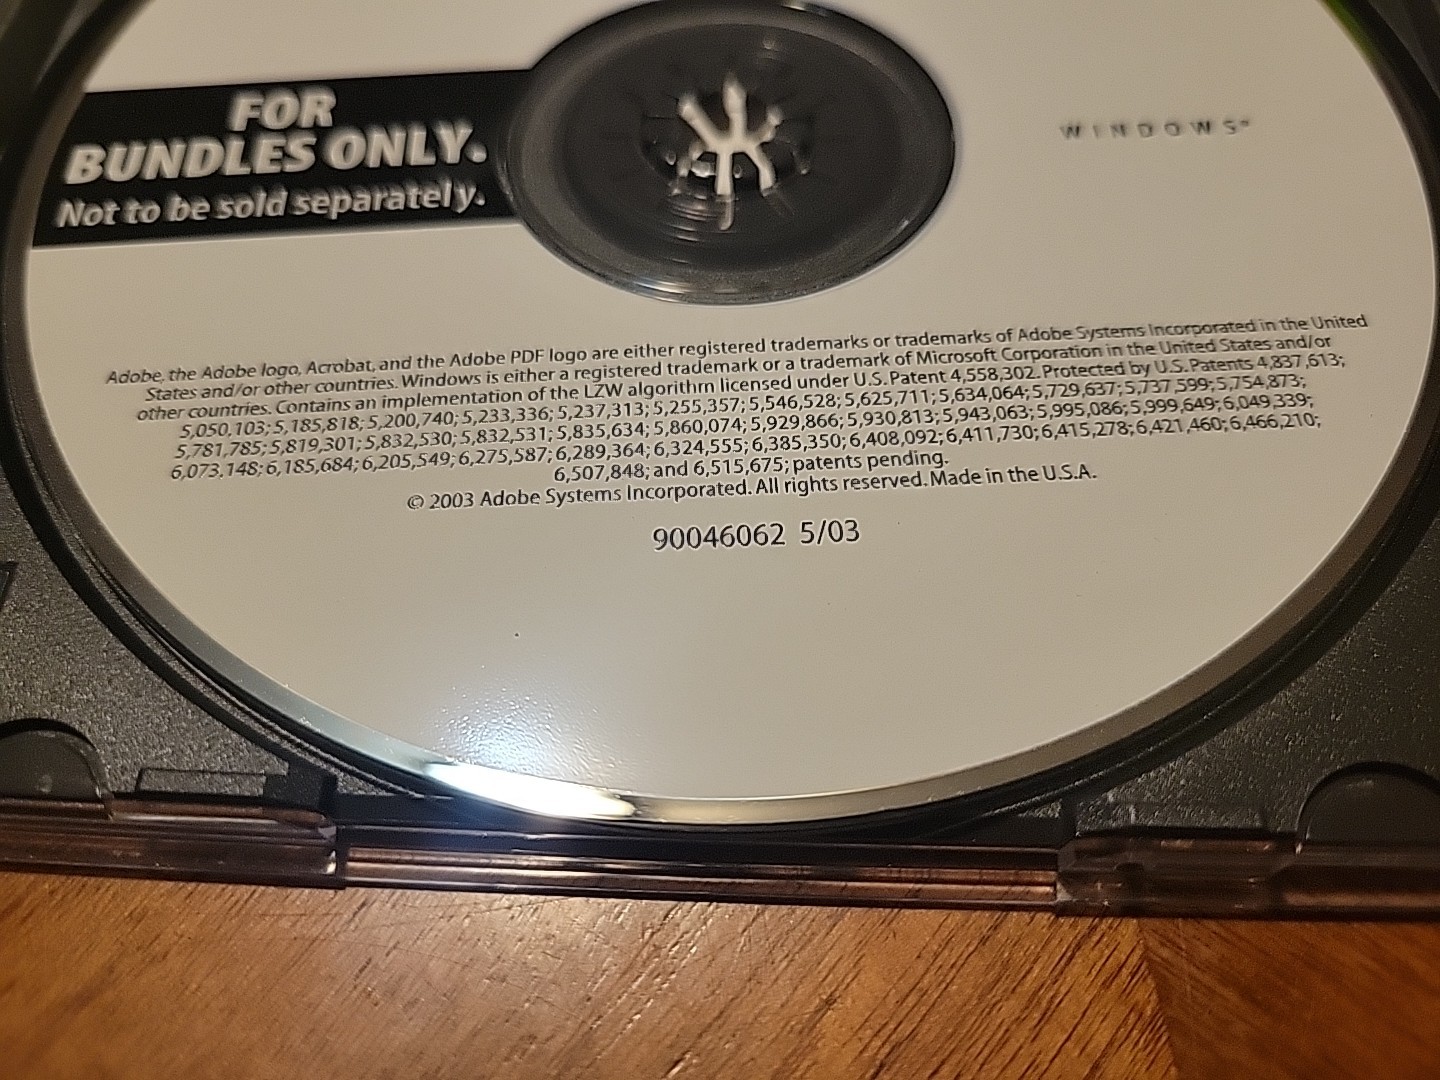 FOR
BUNDLES ONLY.
Not to be sold separately.
WINDOWS®
Adobe, the Adobe logo, Acrobat, and the Adobe PDF logo are either registered trademarks or trademarks of Adobe Systems Incorporated in the United
States and/or other countries. Windows is either a registered trademark or a trademark of Microsoft Corporation in the United States and/or
other countries. Contains an implementation of the LZW algorithm licensed under U.S. Patent 4,558,302. Protected by U.S. Patents 4,837,613;
5,050,103; 5,185,818; 5,200,740; 5,233,336; 5,237,313; 5,255,357; 5,546,528; 5,625,711; 5,634,064; 5,729,637; 5,737,599; 5,754,873;
5,781,785; 5,819,301; 5,832,530; 5,832,531; 5,835,634; 5,860,074; 5,929,866; 5,930,813; 5,943,063; 5,995,086; 5,999,649; 6,049,339;
6,073,148; 6,185,684; 6,205,549; 6,275,587; 6,289,364; 6,324,555; 6,385,350; 6,408,092; 6,411,730; 6,415,278; 6,421,460; 6,466,210;
6,507,848; and 6,515,675; patents pending.
© 2003 Adobe Systems Incorporated. All rights reserved. Made in the U.S.A.
90046062 5/03